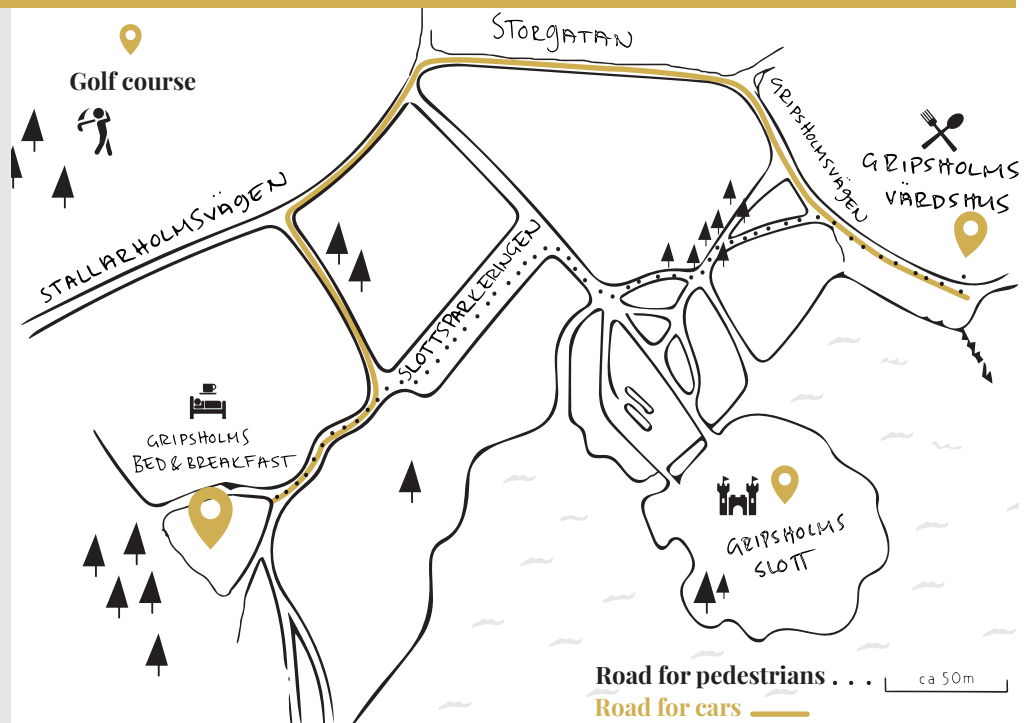 STORGATAN
Golf course
GRIPSHOLMSVÄGEN
GRIPSHOLMS
VÄRDSHUS
STALLARHOLMSVÄGEN
SLOTTSPARKERINGEN
GRIPSHOLMS
BED & BREAKFAST
GRIPSHOLMS
SLOTT
Road for pedestrians . . .
ca 50m
Road for cars